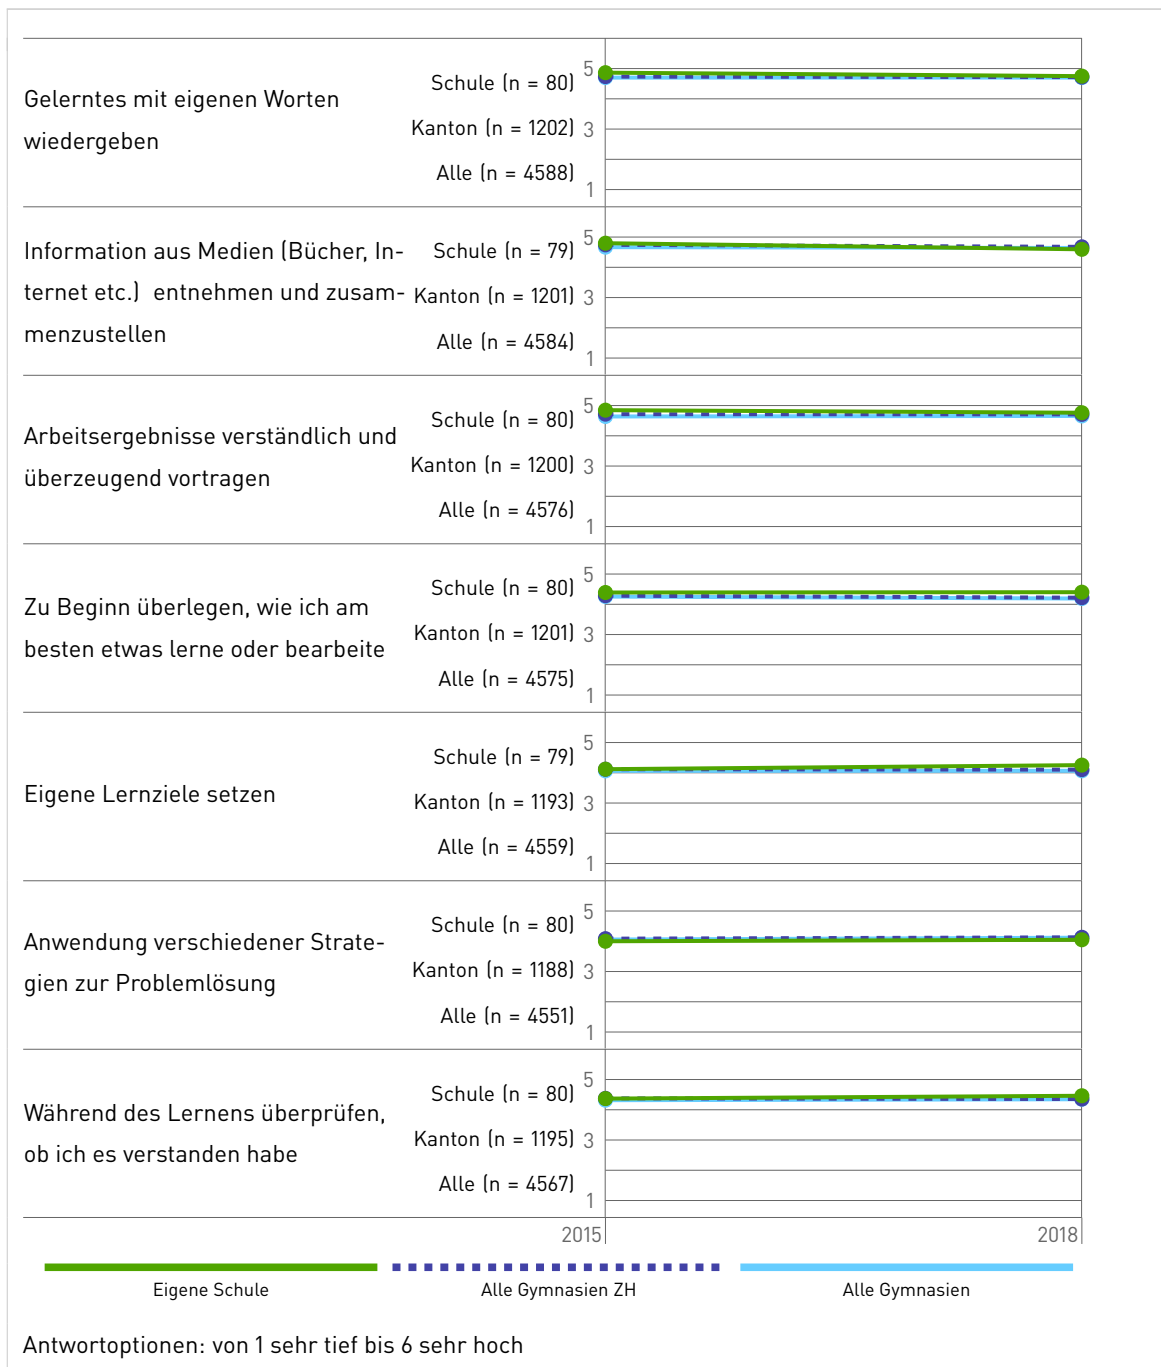 Gelerntes mit eigenen Worten
wiedergeben
Schule (n = 80)
Kanton (n = 1202)
Alle (n = 4588)
5
3
1
Information aus Medien (Bücher, In-
ternet etc.) entnehmen und zusam-
menzustellen
Schule (n = 79)
Kanton (n = 1201)
Alle (n = 4584)
5
3
1
Arbeitsergebnisse verständlich und
überzeugend vortragen
Schule (n = 80)
Kanton (n = 1200)
Alle (n = 4576)
5
3
1
Zu Beginn überlegen, wie ich am
besten etwas lerne oder bearbeite
Schule (n = 80)
Kanton (n = 1201)
Alle (n = 4575)
5
3
1
Eigene Lernziele setzen
Schule (n = 79)
Kanton (n = 1193)
Alle (n = 4559)
5
3
1
Anwendung verschiedener Strate-
gien zur Problemlösung
Schule (n = 80)
Kanton (n = 1188)
Alle (n = 4551)
5
3
1
Während des Lernens überprüfen,
ob ich es verstanden habe
Schule (n = 80)
Kanton (n = 1195)
Alle (n = 4567)
5
3
1
2015 2018
Eigene Schule Alle Gymnasien ZH Alle Gymnasien
Antwortoptionen: von 1 sehr tief bis 6 sehr hoch